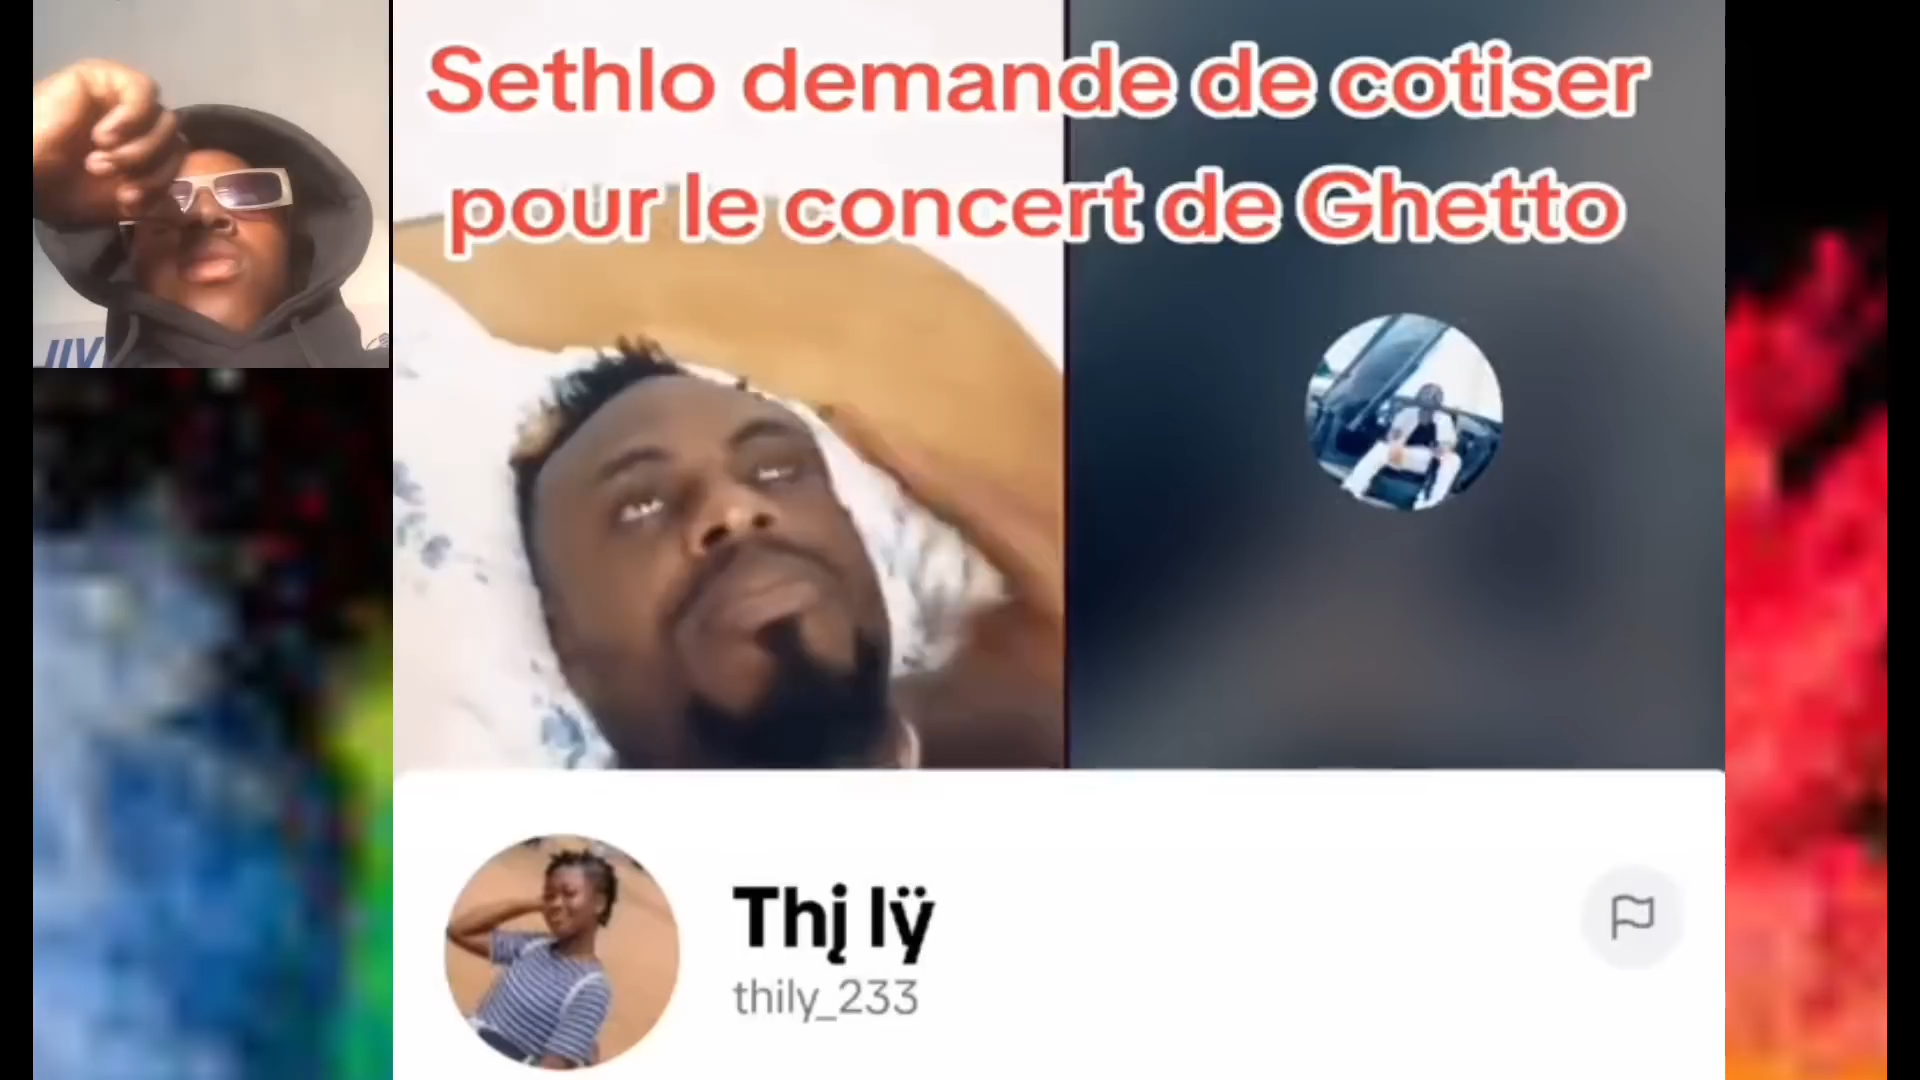 Sethlo demande de cotiser
pour le concert de Ghetto
Thį lÿ
thily_233